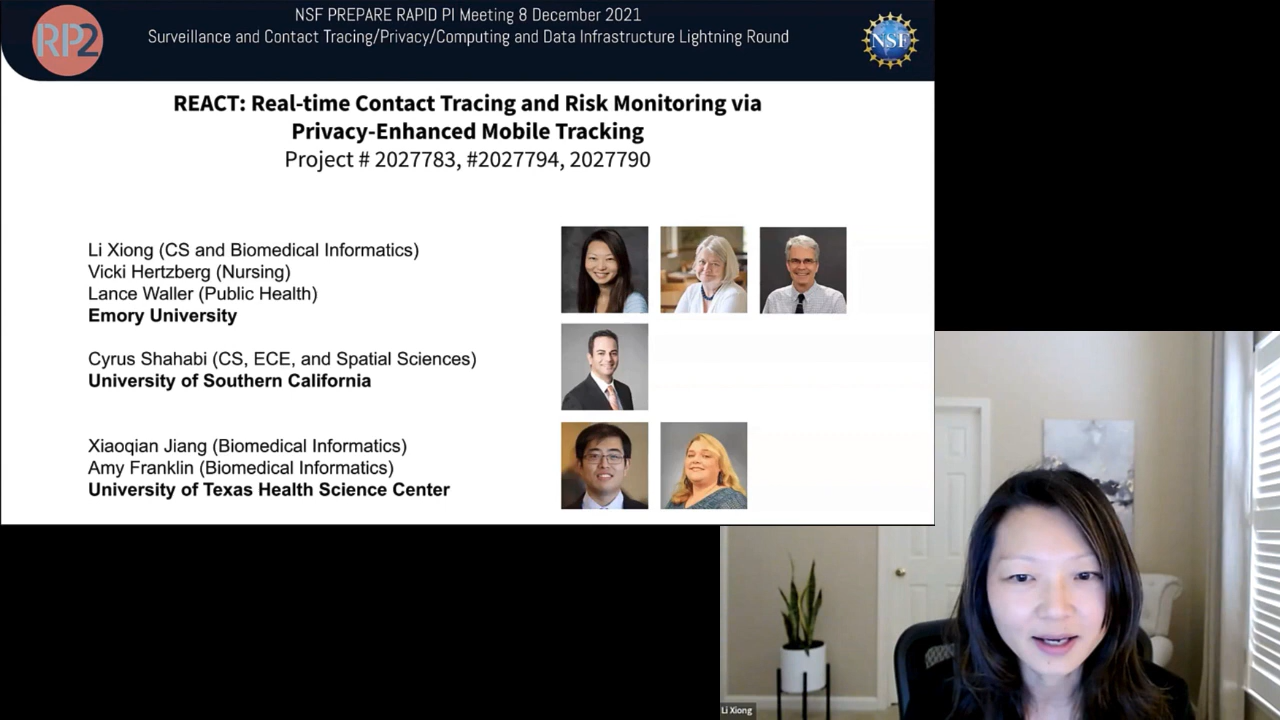 RP2
NSF PREPARE RAPID PI Meeting 8 December 2021
Surveillance and Contact Tracing/Privacy/Computing and Data Infrastructure Lightning Round
NSF
REACT: Real-time Contact Tracing and Risk Monitoring via
Privacy-Enhanced Mobile Tracking
Project # 2027783, #2027794, 2027790
Li Xiong (CS and Biomedical Informatics)
Vicki Hertzberg (Nursing)
Lance Waller (Public Health)
Emory University
Cyrus Shahabi (CS, ECE, and Spatial Sciences)
University of Southern California
Xiaoqian Jiang (Biomedical Informatics)
Amy Franklin (Biomedical Informatics)
University of Texas Health Science Center
Li Xiong